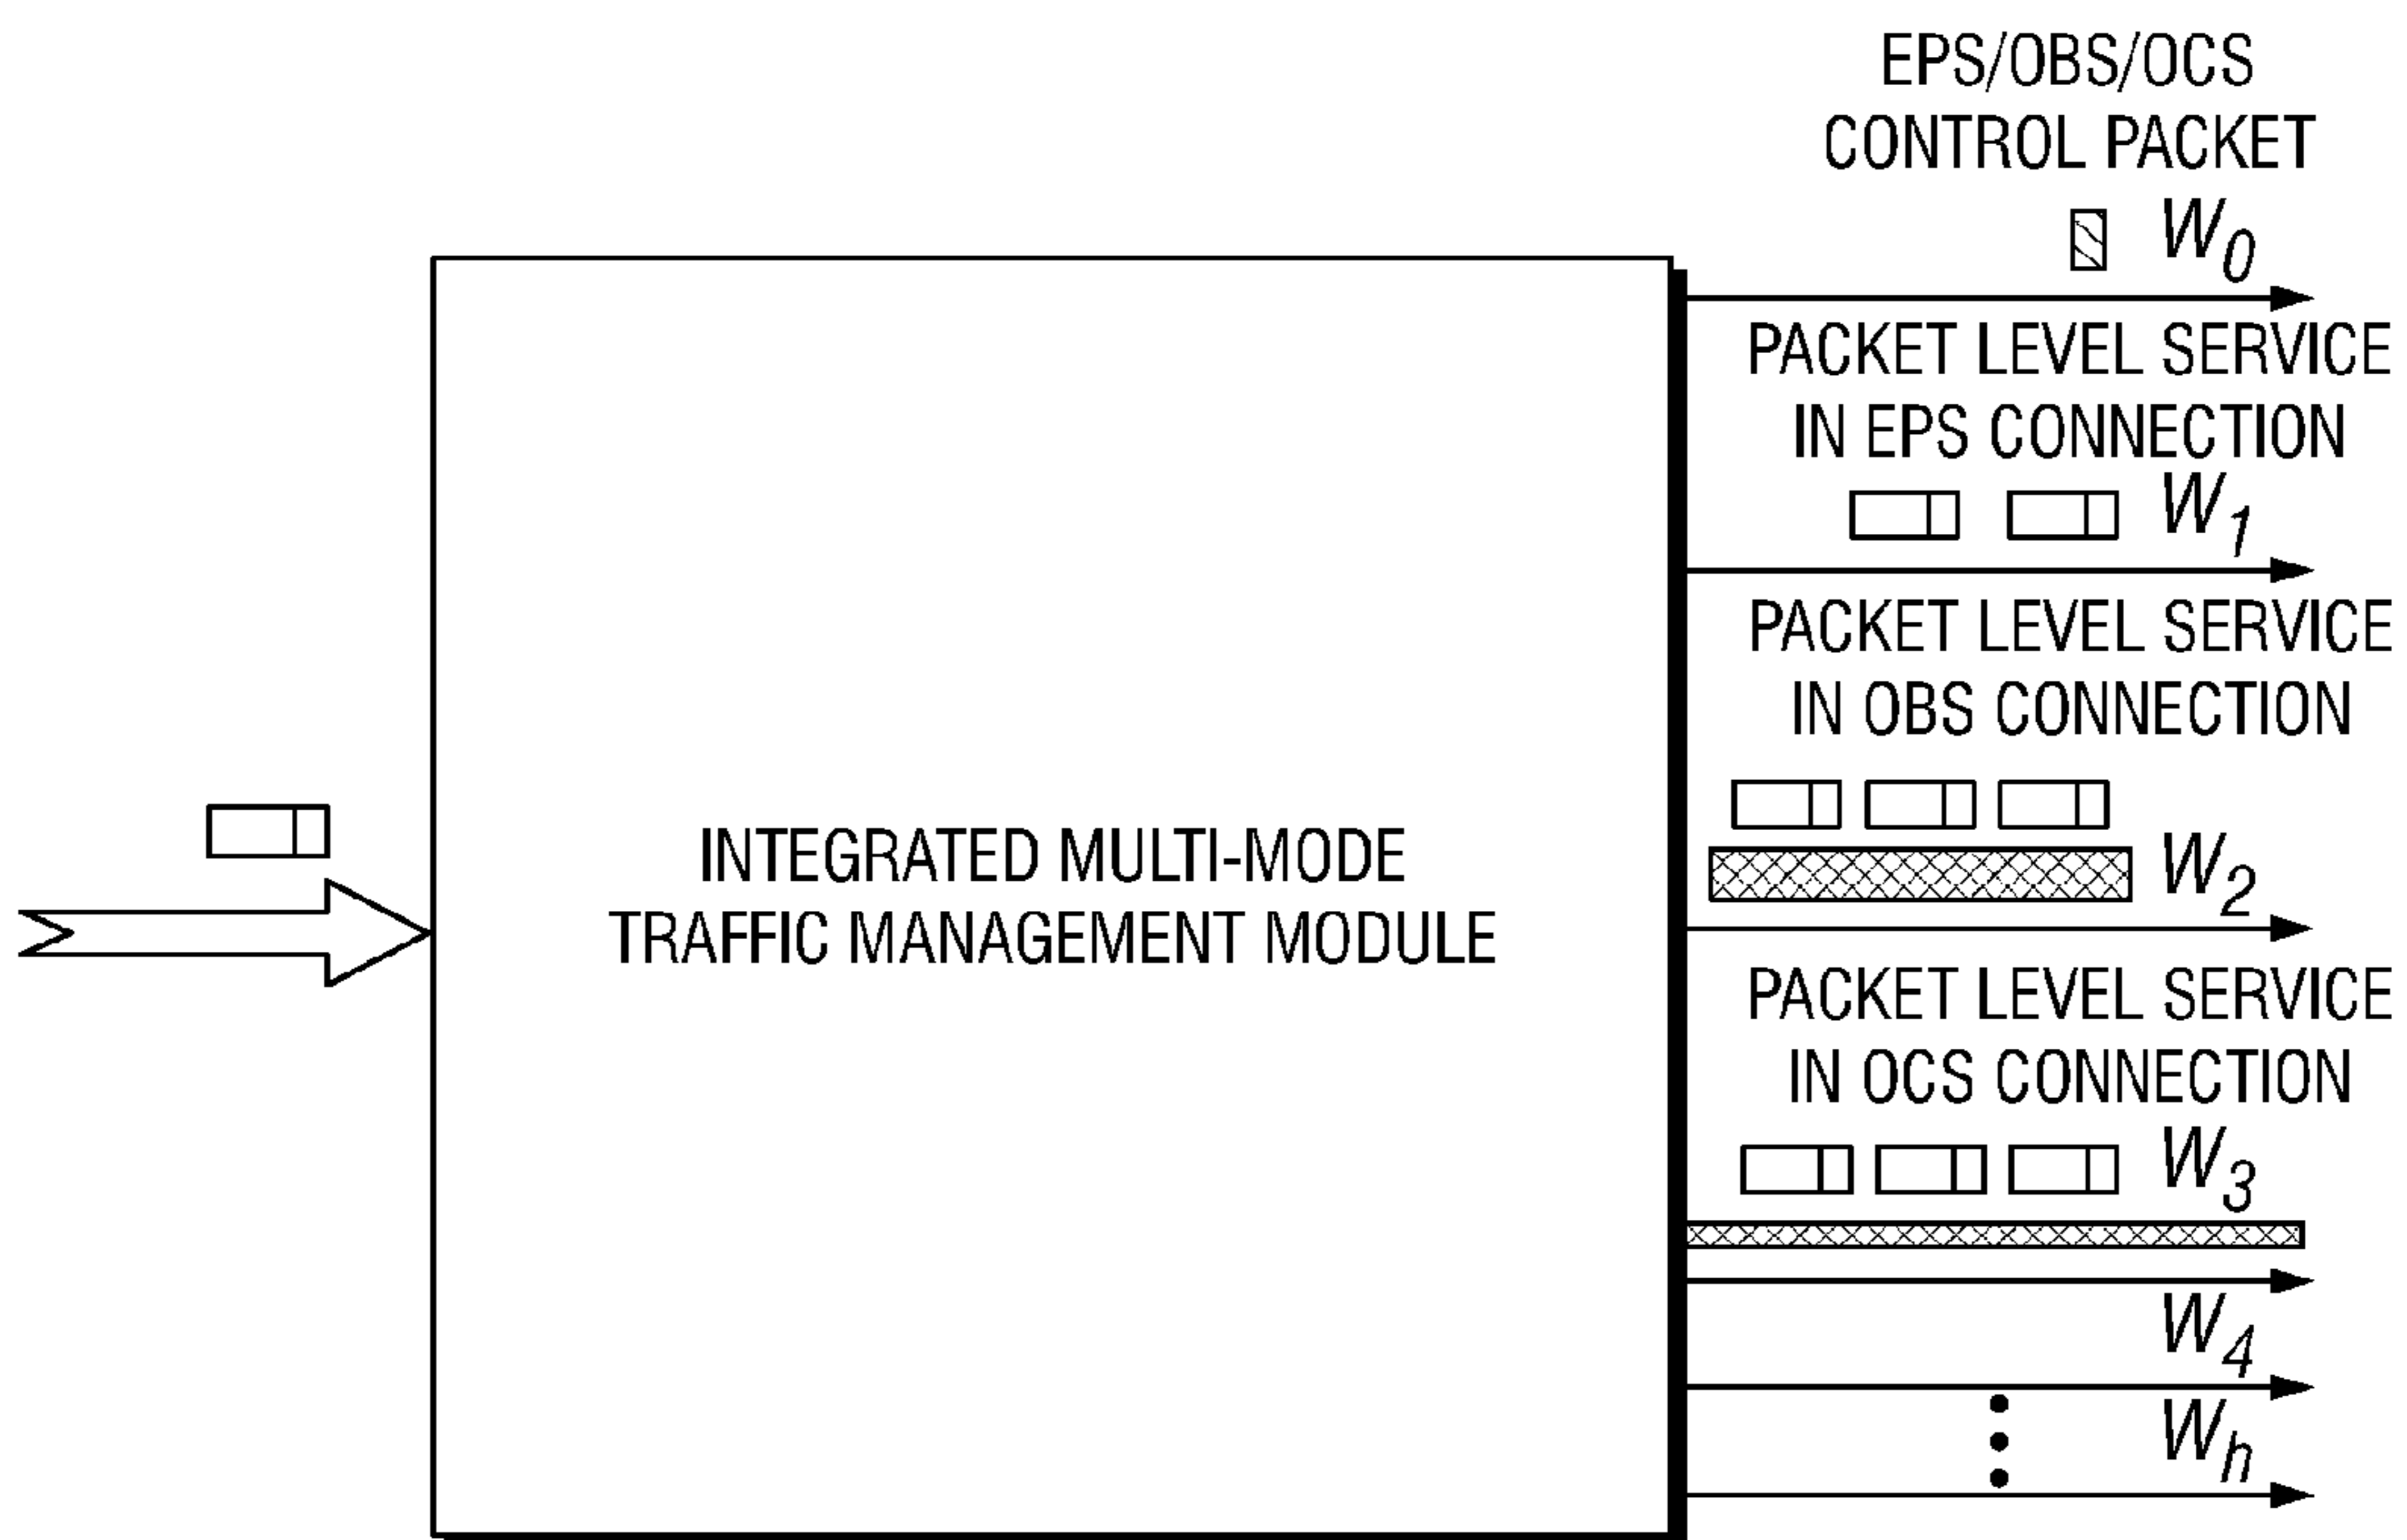 EPS/OBS/OCS
CONTROL PACKET
W0
PACKET LEVEL SERVICE
IN EPS CONNECTION
W1
PACKET LEVEL SERVICE
IN OBS CONNECTION
W2
INTEGRATED MULTI-MODE
TRAFFIC MANAGEMENT MODULE
PACKET LEVEL SERVICE
IN OCS CONNECTION
W3
W4
Wh